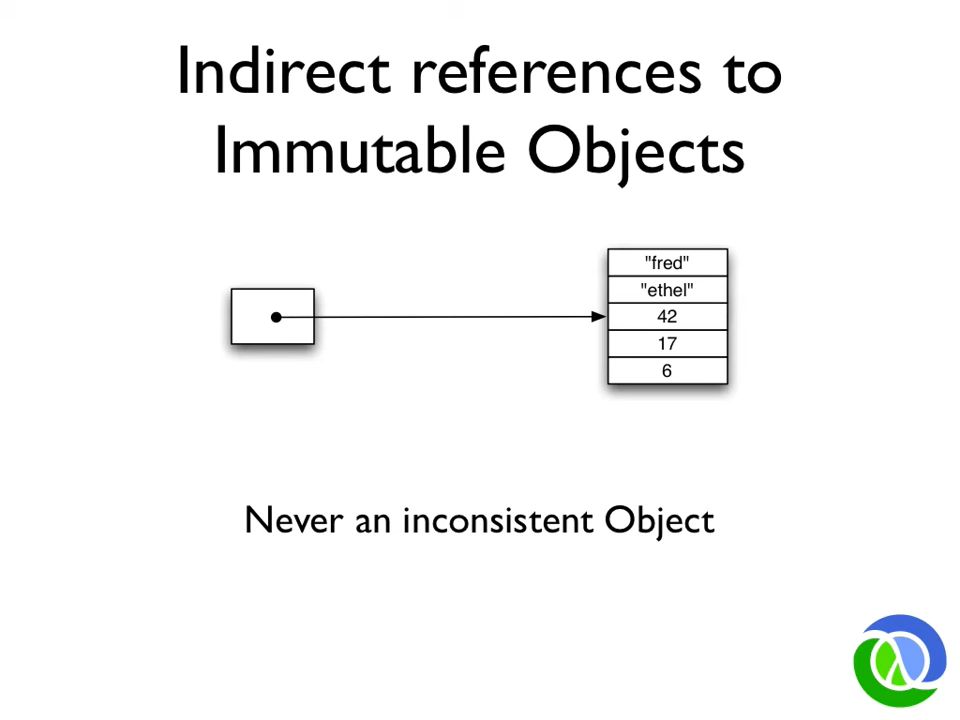 Indirect references to
Immutable Objects
"fred"
"ethel"
42
17
6
Never an inconsistent Object